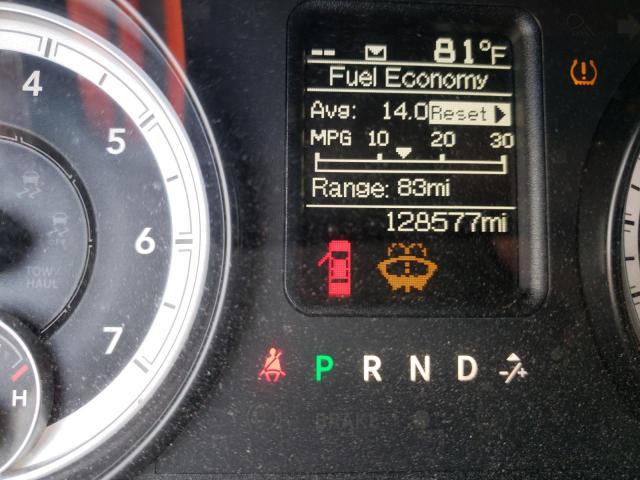 -- 81°F
Fuel Economy
Avg: 14.0 Reset
MPG 10 20 30
Range: 83mi
128577mi
4
5
6
7
TOW
HAUL
H
P R N D -/+
BRAKE